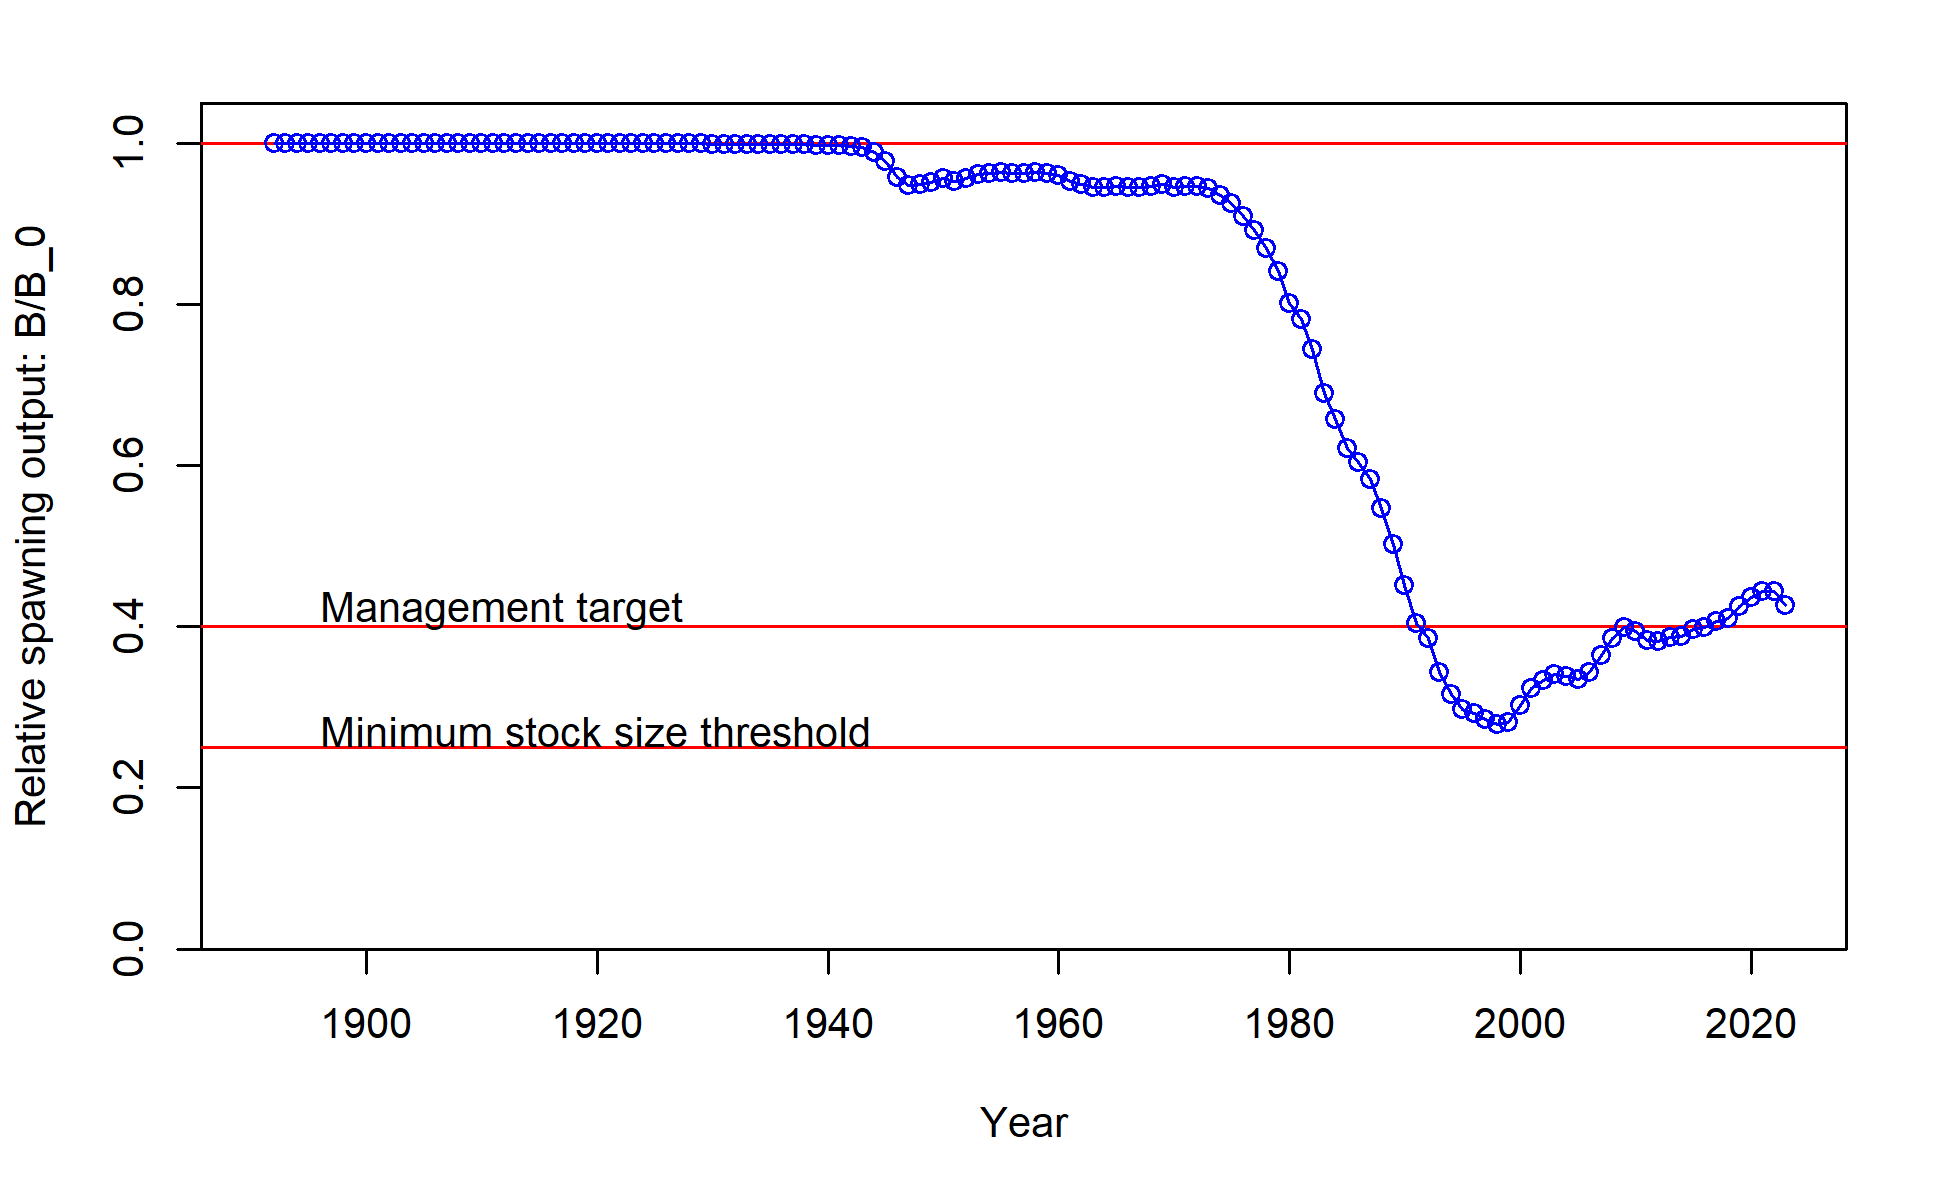 Relative spawning output: B/B_0
1.0
0.8
0.6
0.4
0.2
0.0
Management target
Minimum stock size threshold
1900 1920 1940 1960 1980 2000 2020
Year